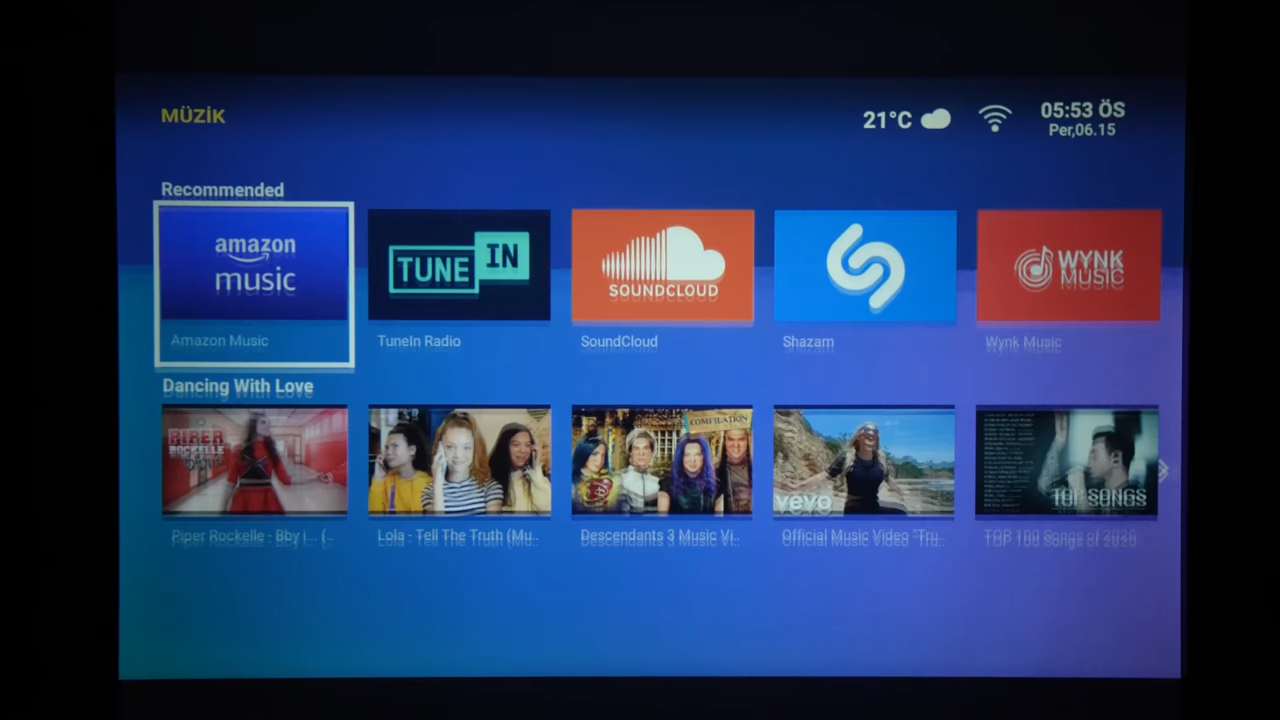 MÜZİK
21°C
05:53 ÖS
Per,06.15
Recommended
amazon
music
TUNE IN
SOUNDCLOUD
WYNK
MUSIC
Amazon Music
TuneIn Radio
SoundCloud
Shazam
Wynk Music
Dancing With Love
PIPER
ROCKELLE
COMPILATION
vevo
TOP SONGS
Piper Rockelle - Bby i... (..
Lola - Tell The Truth (Mu..
Descendants 3 Music Vi..
Official Music Video "Tru..
TOP 100 Songs of 2020